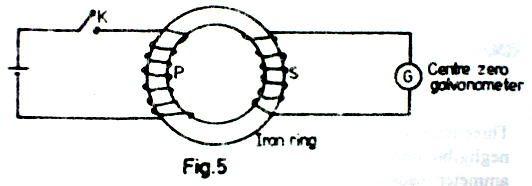 K
P
S
G
Centre zero
galvanometer
Iron ring
Fig.5